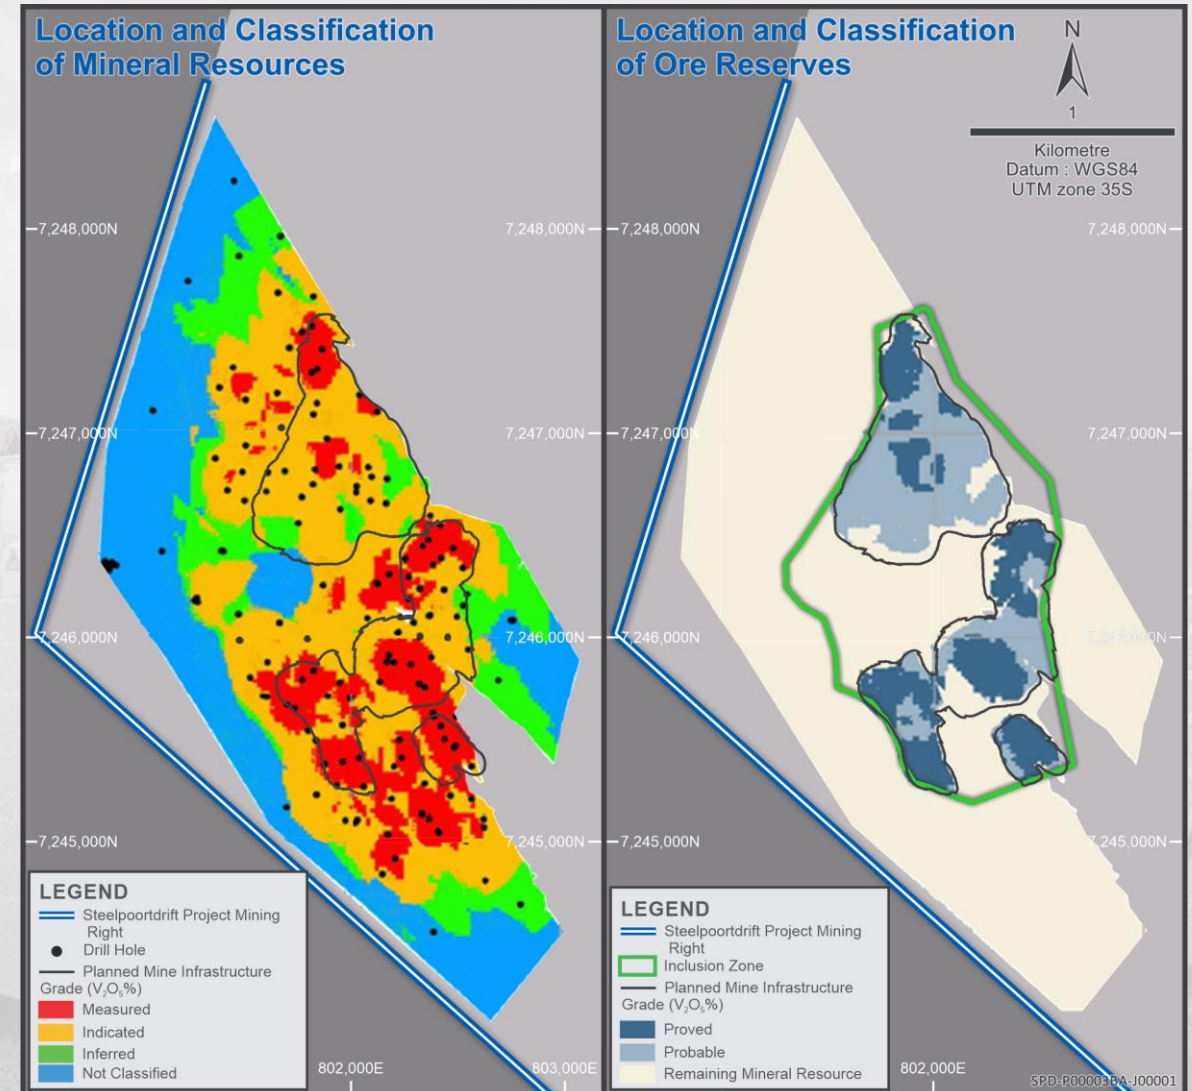 Location and Classification
of Mineral Resources
7,248,000N
7,248,000N
7,247,000N
7,247,000N
7,246,000N
7,246,000N
7,245,000N
7,245,000N
LEGEND
Steelpoortdrift Project Mining
Right
Drill Hole
Planned Mine Infrastructure
Grade (V₂O₅%)
Measured
Indicated
Inferred
Not Classified
802,000E
803,000E
Location and Classification
of Ore Reserves
N
1
Kilometre
Datum : WGS84
UTM zone 35S
7,248,000N
7,248,000N
7,247,000N
7,247,000N
7,246,000N
7,246,000N
7,245,000N
7,245,000N
LEGEND
Steelpoortdrift Project Mining
Right
Inclusion Zone
Planned Mine Infrastructure
Grade (V₂O₅%)
Proved
Probable
Remaining Mineral Resource
802,000E
SPD-P00003BA-J00001